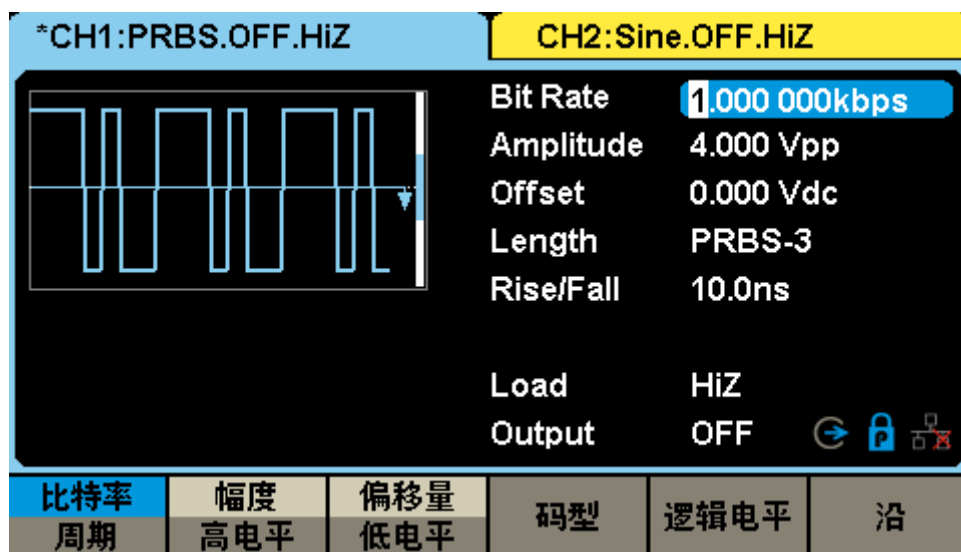 *CH1:PRBS.OFF.HiZ
CH2:Sine.OFF.HiZ
Bit Rate 1.000 000kbps
Amplitude 4.000 Vpp
Offset 0.000 Vdc
Length PRBS-3
Rise/Fall 10.0ns
Load HiZ
Output OFF
比特率 幅度 偏移量 码型 逻辑电平 沿
周期 高电平 低电平